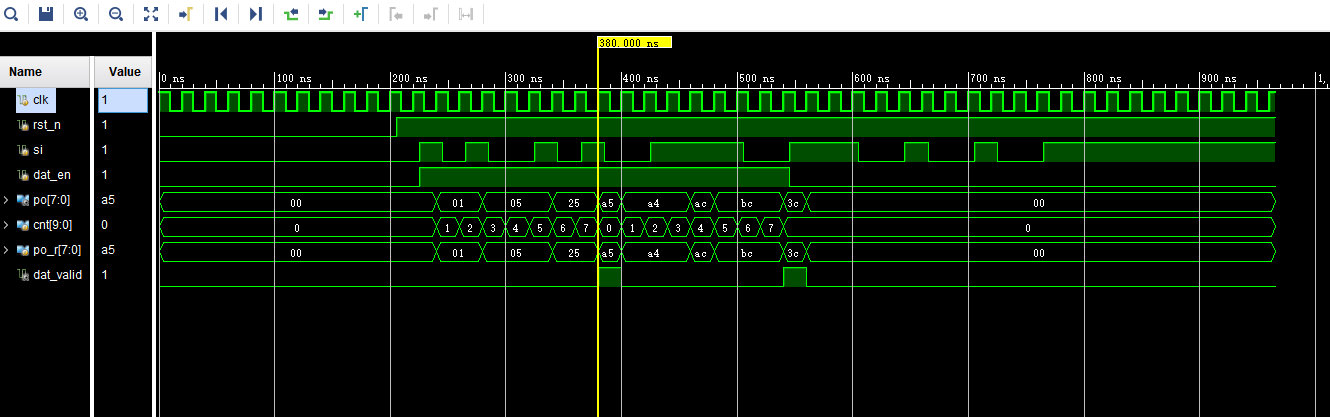 380.000 ns
Name Value
0 ns 100 ns 200 ns 300 ns 400 ns 500 ns 600 ns 700 ns 800 ns 900 ns 1,
clk 1
rst_n 1
si 1
dat_en 1
po[7:0] a5 00 01 05 25 a5 a4 ac bc 3c 00
cnt[9:0] 0 0 1 2 3 4 5 6 7 0 1 2 3 4 5 6 7 0
po_r[7:0] a5 00 01 05 25 a5 a4 ac bc 3c 00
dat_valid 1